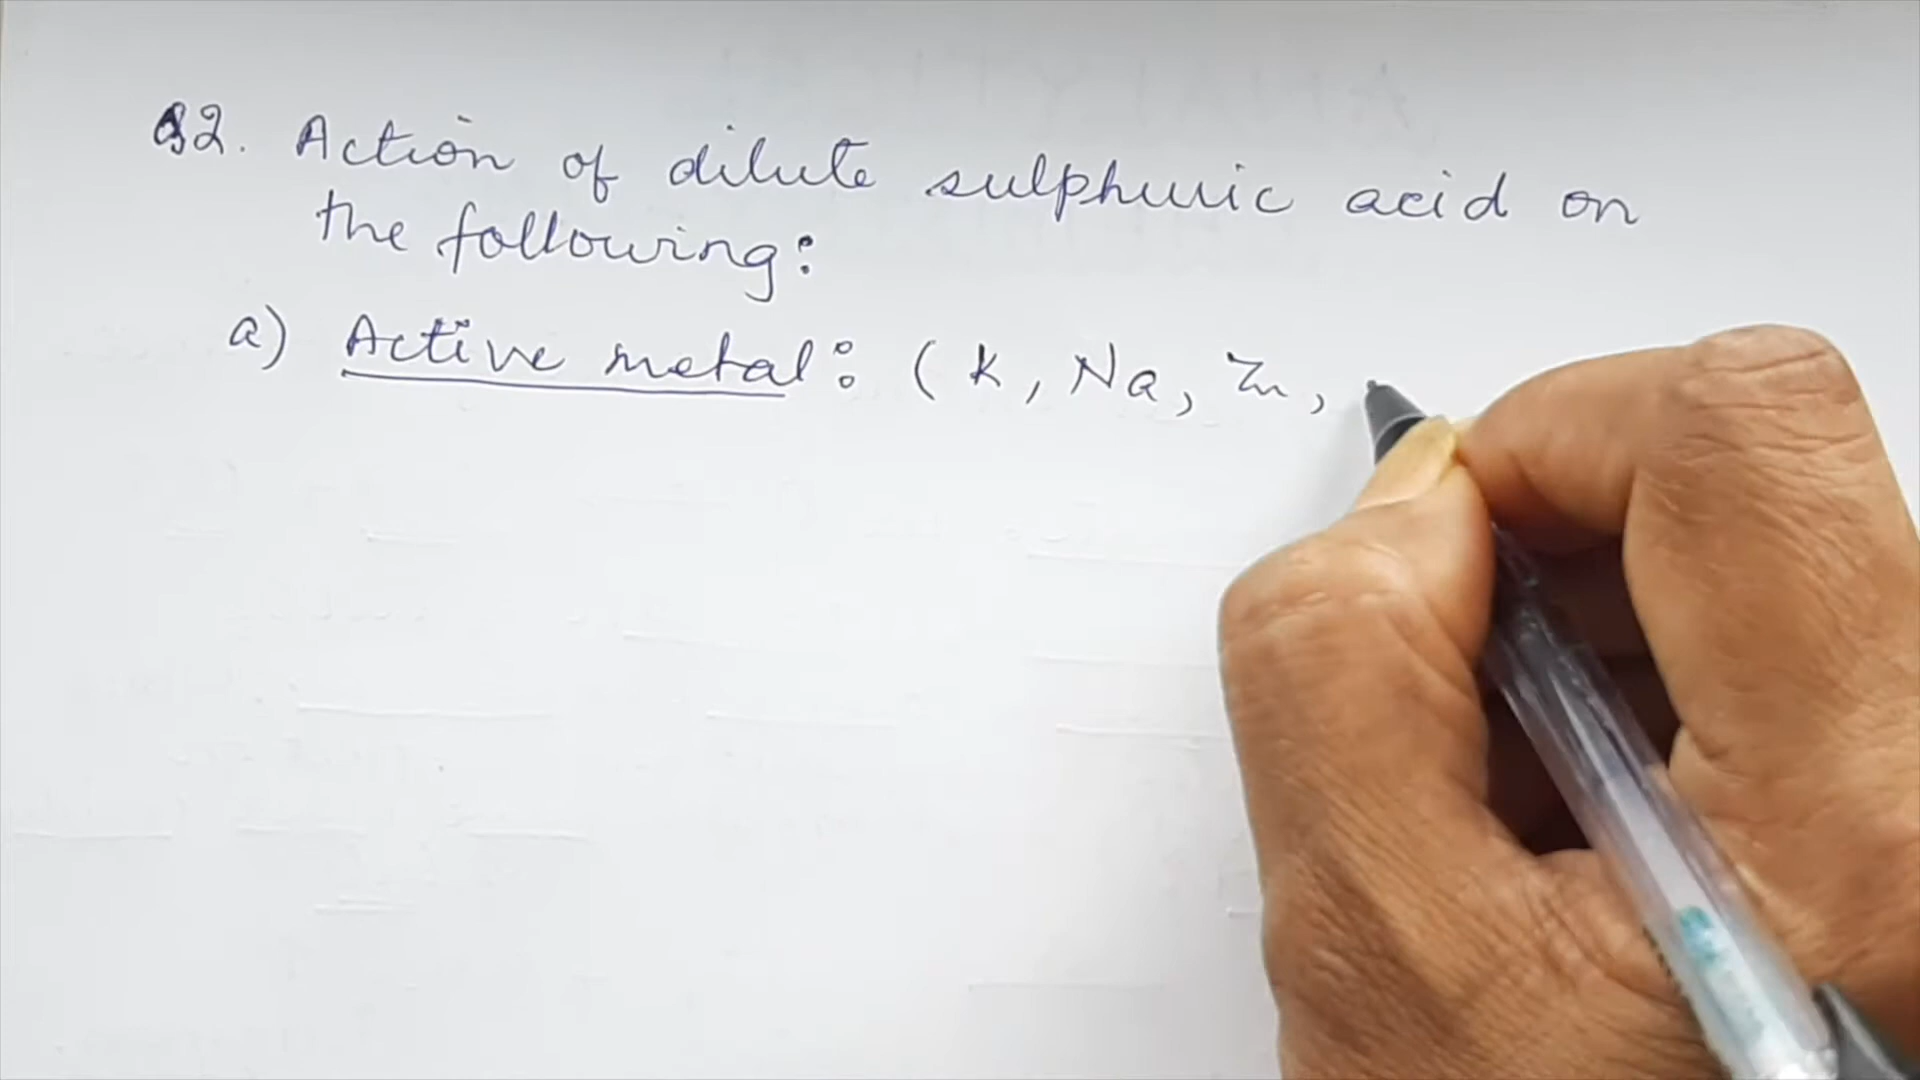 Q2. Action of dilute sulphuric acid on
the following:
a) Active metal: (K, Na, Zn,